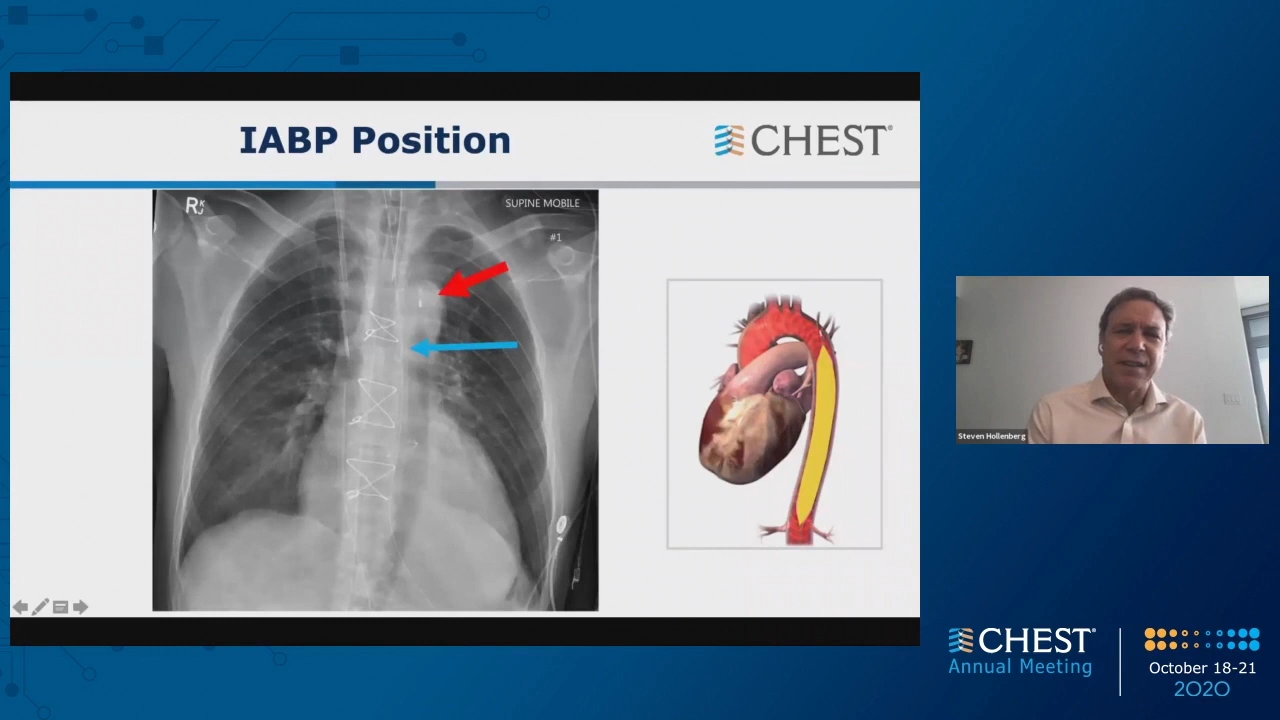 IABP Position
CHEST®
R K J
SUPINE MOBILE
#1
Steven Hollenberg
CHEST®
Annual Meeting
October 18-21
2020